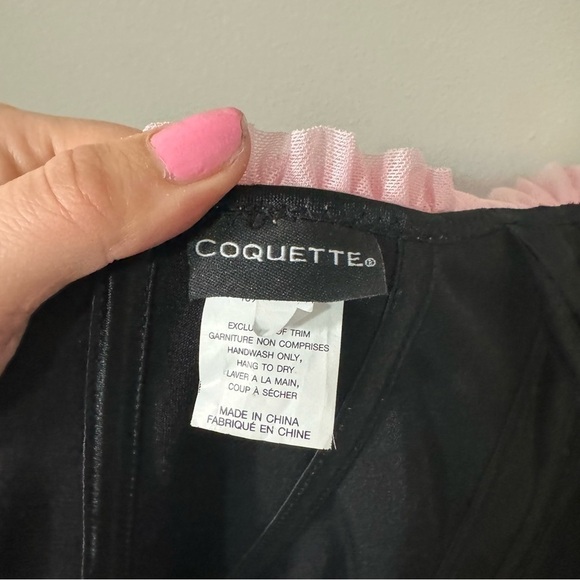 COQUETTE®
OF TRIM
GARNITURE NON COMPRISES
HANDWASH ONLY,
HANG TO DRY
LAVER A LA MAIN,
COUP A SÉCHER
MADE IN CHINA
FABRIQUÉ EN CHINE